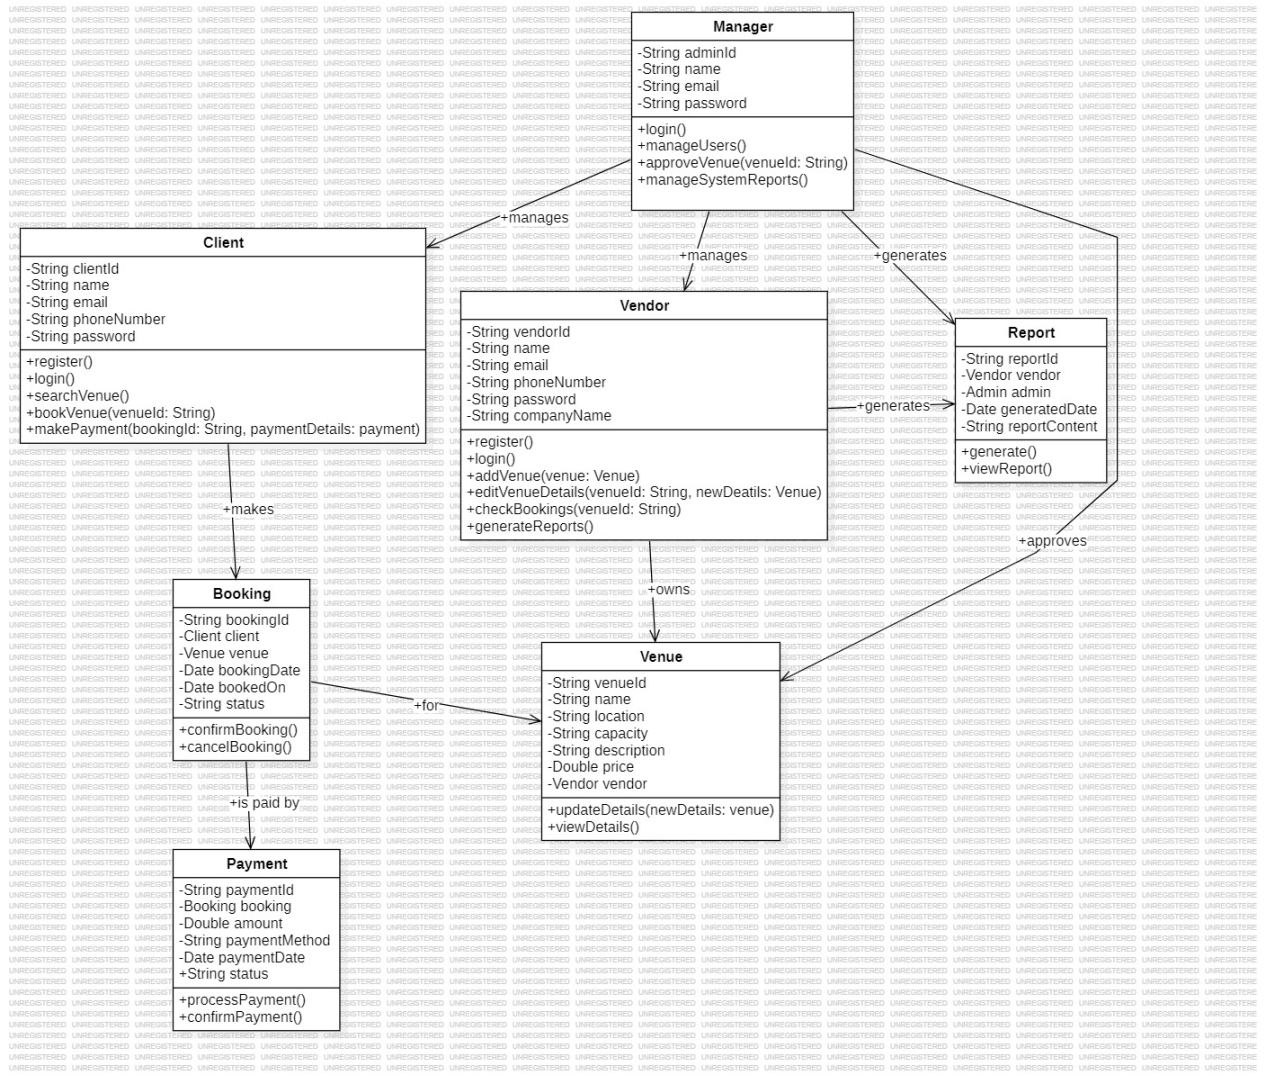 Manager
-String adminId
-String name
-String email
-String password
+login()
+manageUsers()
+approveVenue(venueId: String)
+manageSystemReports()
+manages
+manages
+generates
Client
-String clientId
-String name
-String email
-String phoneNumber
-String password
+register()
+login()
+searchVenue()
+bookVenue(venueId: String)
+makePayment(bookingId: String, paymentDetails: payment)
Vendor
-String vendorId
-String name
-String email
-String phoneNumber
-String password
-String companyName
+register()
+login()
+addVenue(venue: Venue)
+editVenueDetails(venueId: String, newDeatils: Venue)
+checkBookings(venueId: String)
+generateReports()
+generates
Report
-String reportId
-Vendor vendor
-Admin admin
-Date generatedDate
-String reportContent
+generate()
+viewReport()
+makes
+owns
+approves
Booking
-String bookingId
-Client client
-Venue venue
-Date bookingDate
-Date bookedOn
-String status
+confirmBooking()
+cancelBooking()
+for
Venue
-String venueId
-String name
-String location
-String capacity
-String description
-Double price
-Vendor vendor
+updateDetails(newDetails: venue)
+viewDetails()
+is paid by
Payment
-String paymentId
-Booking booking
-Double amount
-String paymentMethod
-Date paymentDate
+String status
+processPayment()
+confirmPayment()
UNREGISTERED